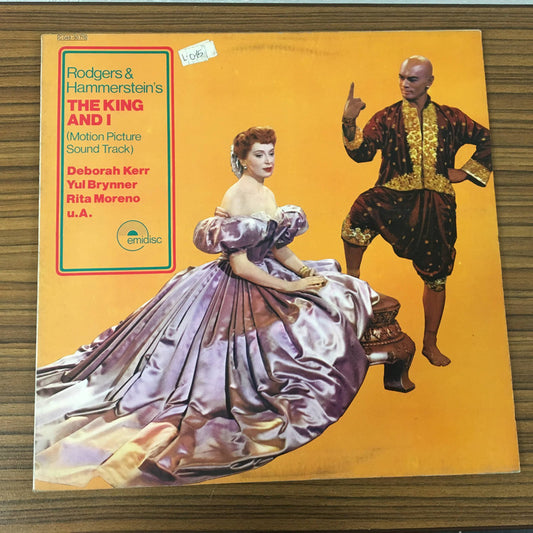 Rodgers &
Hammerstein's
THE KING
AND I
(Motion Picture
Sound Track)
Deborah Kerr
Yul Brynner
Rita Moreno
u.A.
emidisc